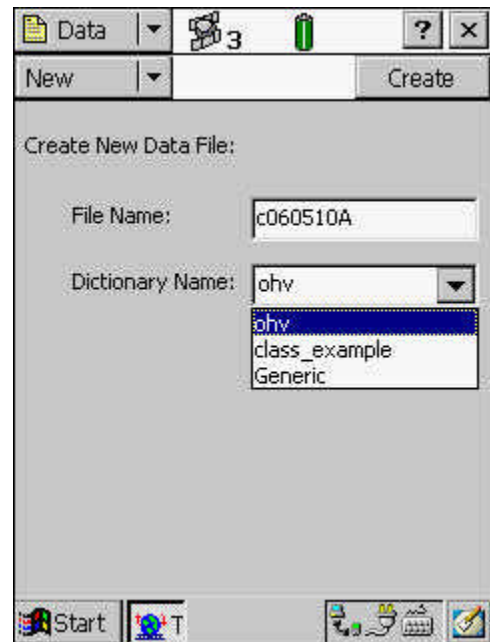 Data 3 ? ×
New Create
Create New Data File:
File Name: c060510A
Dictionary Name: ohv
ohv
class_example
Generic
Start T